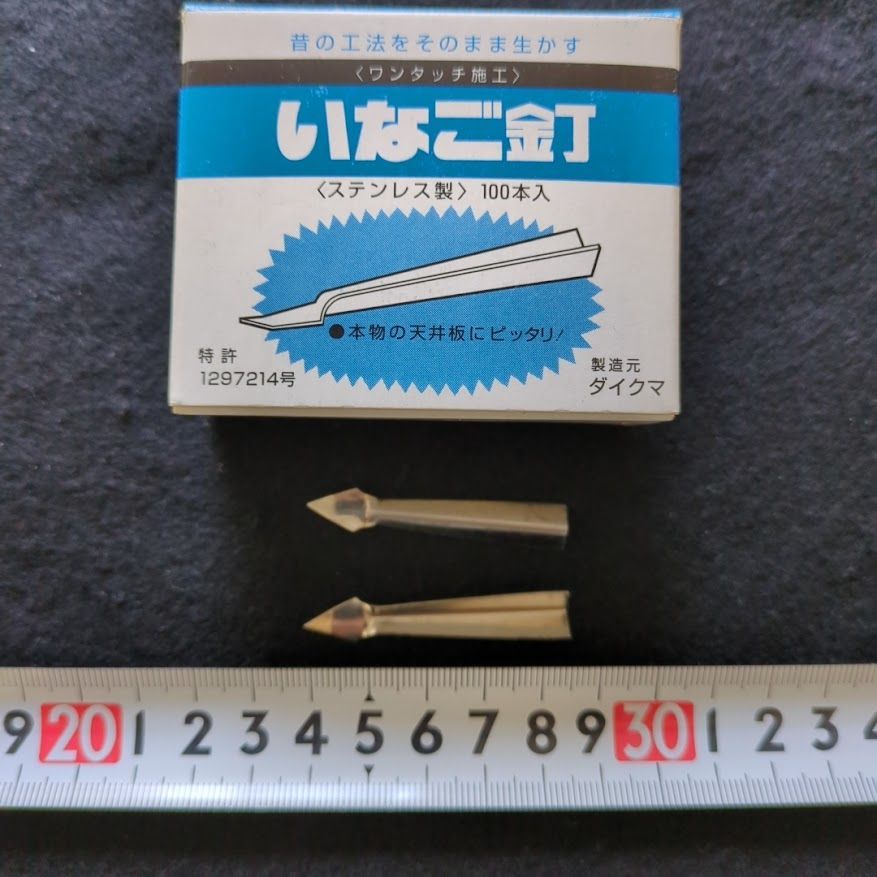 昔の工法をそのまま生かす
〈ワンタッチ施工〉
いなご釘
〈ステンレス製〉100本入
●本物の天井板にピッタリ!
特許
1297214号
製造元
ダイクマ
9 20 1 2 3 4 5 6 7 8 9 30 1 2 3 4